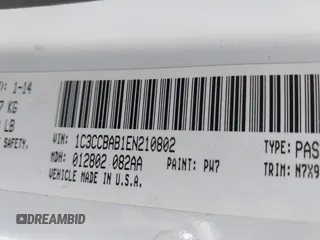 : 1-14
KG
LB
SAFETY.
VIN: 1C3CCBAB1EN210802
TYPE: PAS
MDH: 012802 082AA
PAINT: PW7
TRIM: N7X9
VEHICLE MADE IN U.S.A.
DREAMBID